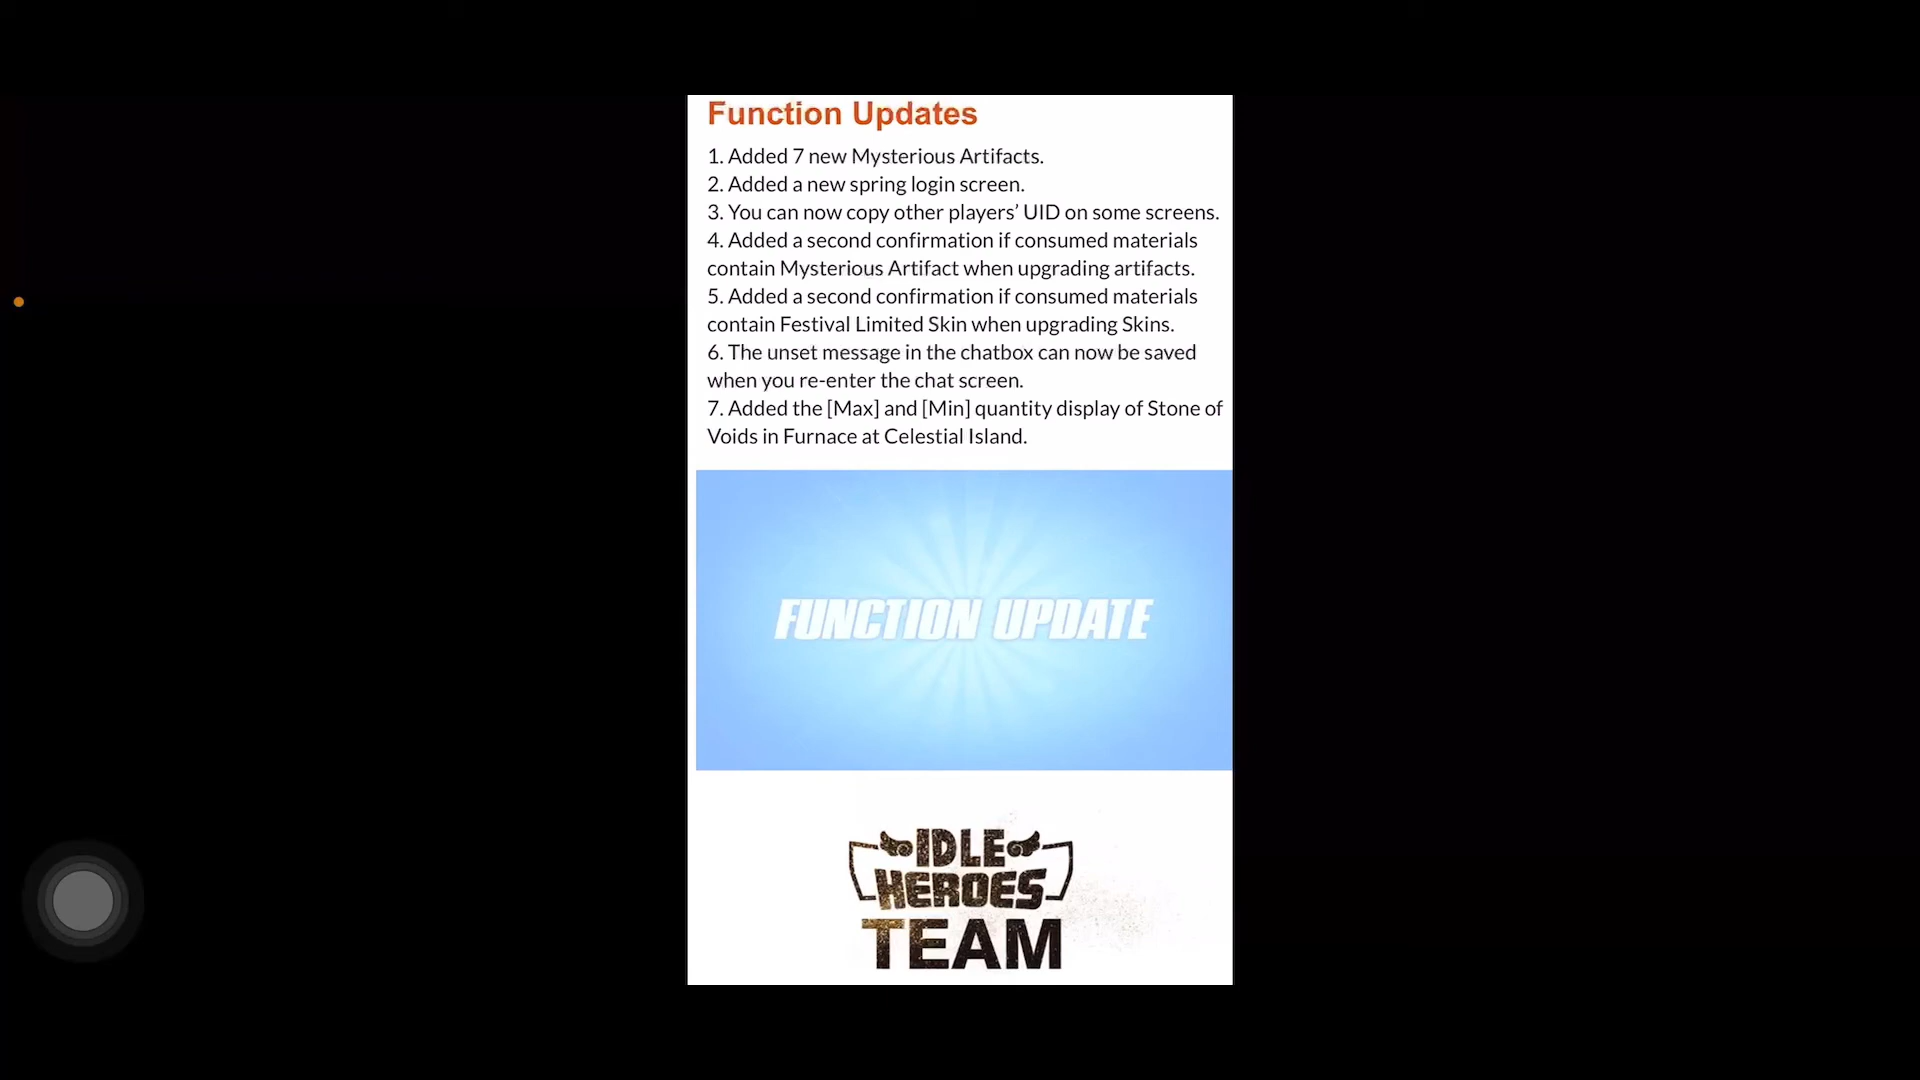 Function Updates
1. Added 7 new Mysterious Artifacts.
2. Added a new spring login screen.
3. You can now copy other players’ UID on some screens.
4. Added a second confirmation if consumed materials
contain Mysterious Artifact when upgrading artifacts.
5. Added a second confirmation if consumed materials
contain Festival Limited Skin when upgrading Skins.
6. The unset message in the chatbox can now be saved
when you re-enter the chat screen.
7. Added the [Max] and [Min] quantity display of Stone of
Voids in Furnace at Celestial Island.
FUNCTION UPDATE
IDLE
HEROES
TEAM